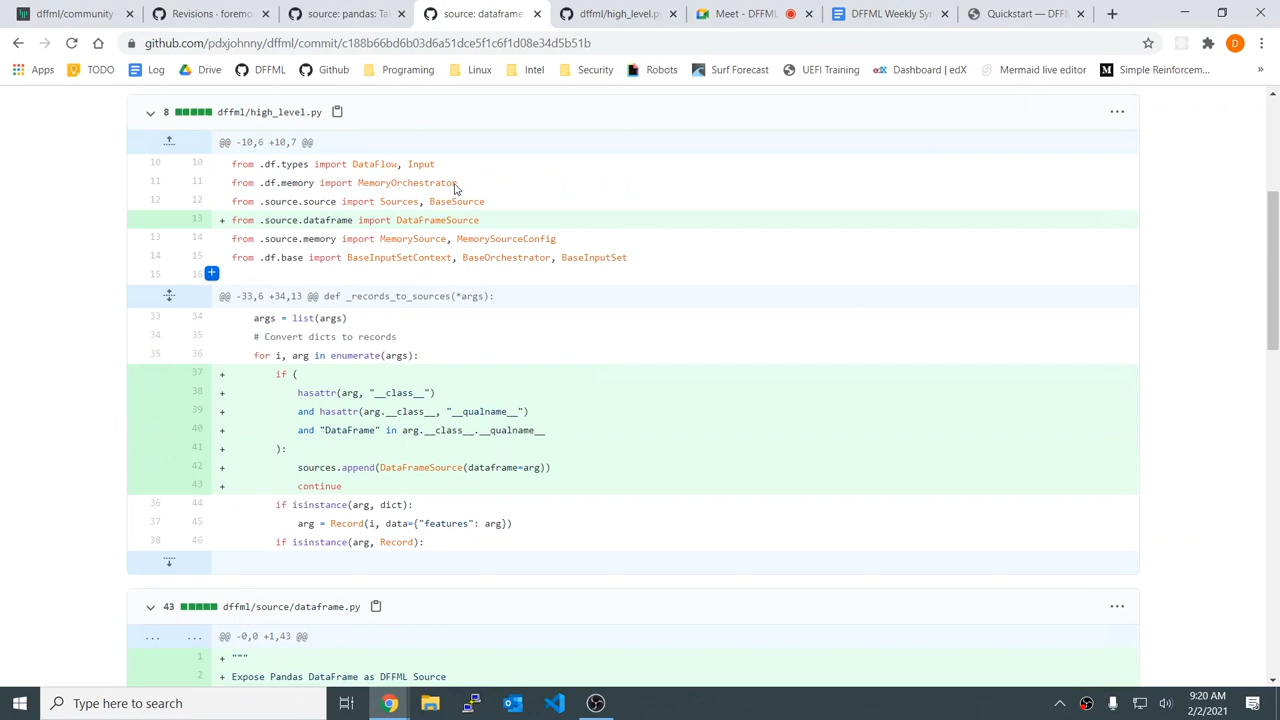 dffml/community ·
Revisions · foremo
source: pandas: Tal
source: dataframe:
dffml/high_level.py
Meet - DFFML
DFFML Weekly Syn
Quickstart — DFFM
github.com/pdxjohnny/dffml/commit/c188b66bd6b03d6a51dce5f1c6f1d08e34d5b51b
D
Apps TODO Log Drive DFFML Github Programing Linux Intel Security Robots Surf Forecast UEFI Training Dashboard | edX Mermaid live editor Simple Reinforcem... »
8 dffml/high_level.py ...
@@ -10,6 +10,7 @@
10 10 from .df.types import DataFlow, Input
11 11 from .df.memory import MemoryOrchestrator
12 12 from .source.source import Sources, BaseSource
13 + from .source.dataframe import DataFrameSource
13 14 from .source.memory import MemorySource, MemorySourceConfig
14 15 from .df.base import BaseInputSetContext, BaseOrchestrator, BaseInputSet
15 16
@@ -33,6 +34,13 @@ def _records_to_sources(*args):
33 34 args = list(args)
34 35 # Convert dicts to records
35 36 for i, arg in enumerate(args):
37 + if (
38 + hasattr(arg, "__class__")
39 + and hasattr(arg.__class__, "__qualname__")
40 + and "DataFrame" in arg.__class__.__qualname__
41 + ):
42 + sources.append(DataFrameSource(dataframe=arg))
43 + continue
36 44 if isinstance(arg, dict):
37 45 arg = Record(i, data={"features": arg})
38 46 if isinstance(arg, Record):
43 dffml/source/dataframe.py ...
... ... @@ -0,0 +1,43 @@
1 + """
2 + Expose Pandas DataFrame as DFFML Source
Type here to search
9:20 AM
2/2/2021